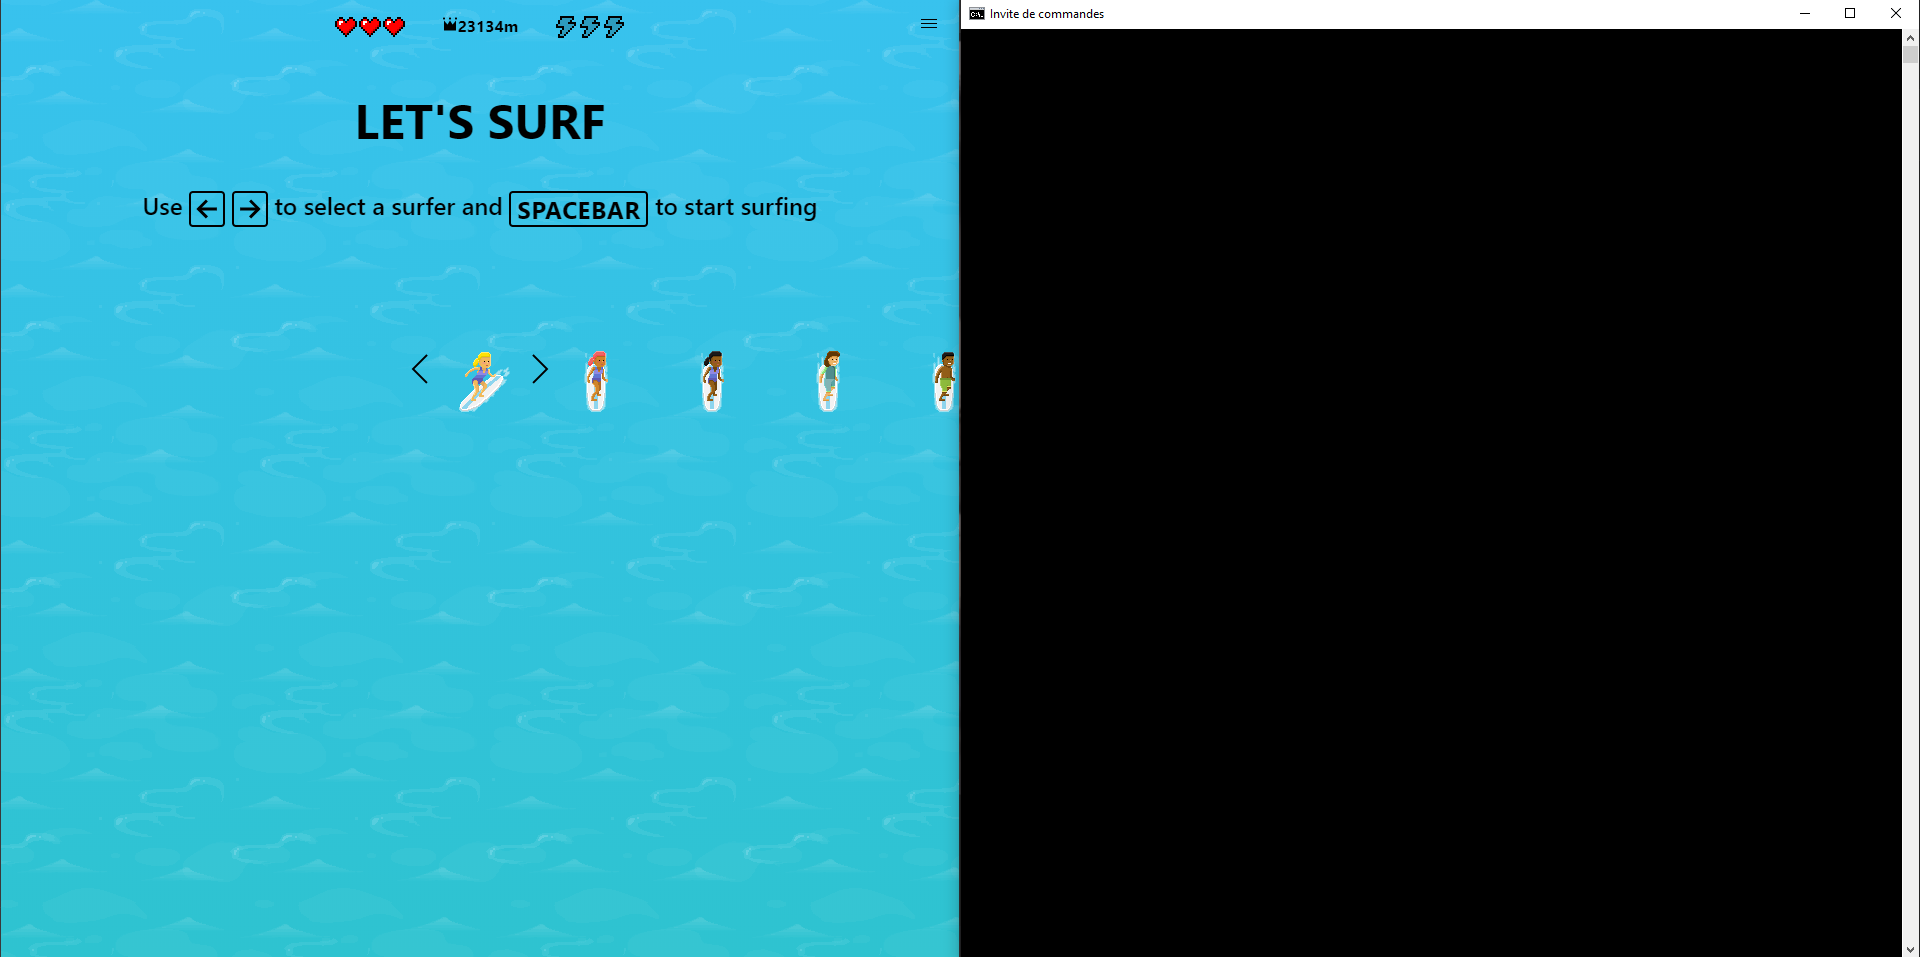 23134m
LET'S SURF
Use ← → to select a surfer and SPACEBAR to start surfing
Invite de commandes